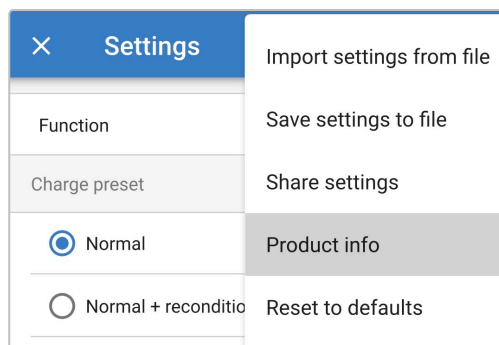 Settings
Function
Charge preset
Normal
Normal + reconditio
Import settings from file
Save settings to file
Share settings
Product info
Reset to defaults